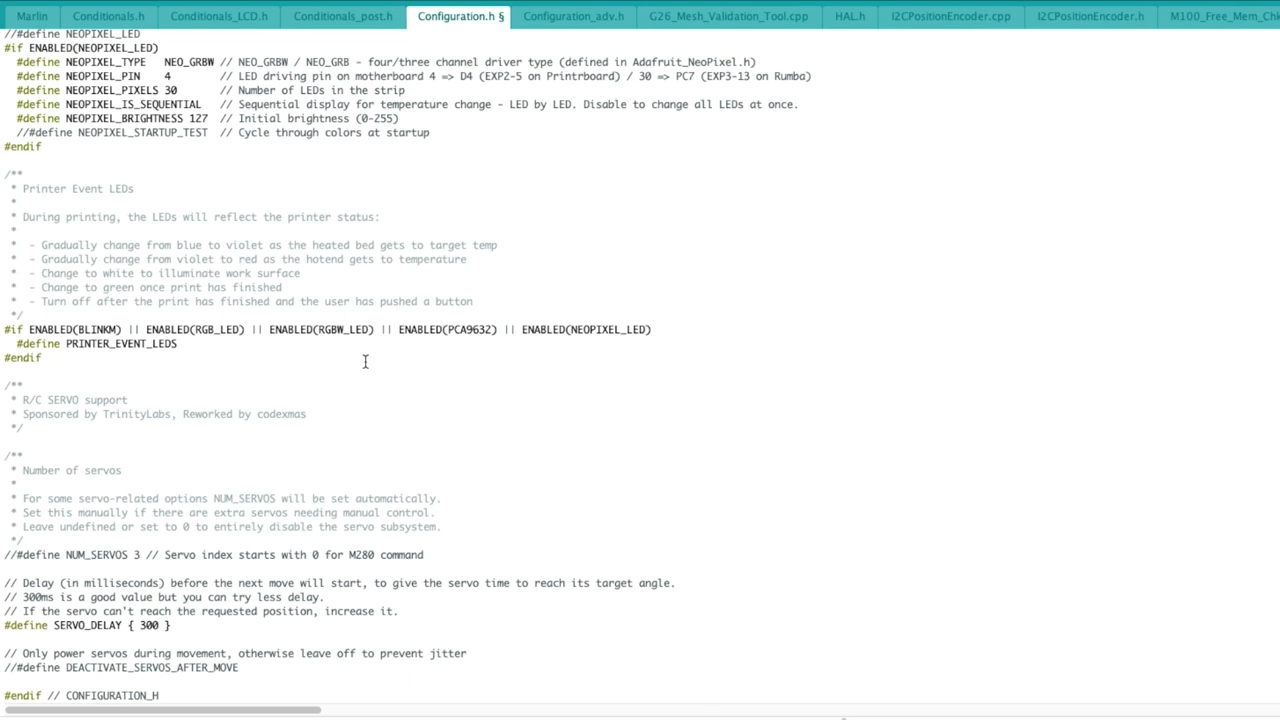 Marlin Conditionals.h Conditionals_LCD.h Conditionals_post.h Configuration.h § Configuration_adv.h G26_Mesh_Validation_Tool.cpp HAL.h I2CPositionEncoder.cpp I2CPositionEncoder.h M100_Free_Mem_Chk
//#define NEOPIXEL_LED
#if ENABLED(NEOPIXEL_LED)
#define NEOPIXEL_TYPE NEO_GRBW // NEO_GRBW / NEO_GRB - four/three channel driver type (defined in Adafruit_NeoPixel.h)
#define NEOPIXEL_PIN 4 // LED driving pin on motherboard 4 => D4 (EXP2-5 on Printrboard) / 30 => PC7 (EXP3-13 on Rumba)
#define NEOPIXEL_PIXELS 30 // Number of LEDs in the strip
#define NEOPIXEL_IS_SEQUENTIAL // Sequential display for temperature change - LED by LED. Disable to change all LEDs at once.
#define NEOPIXEL_BRIGHTNESS 127 // Initial brightness (0-255)
//#define NEOPIXEL_STARTUP_TEST // Cycle through colors at startup
#endif
/**
* Printer Event LEDs
*
* During printing, the LEDs will reflect the printer status:
*
* - Gradually change from blue to violet as the heated bed gets to target temp
* - Gradually change from violet to red as the hotend gets to temperature
* - Change to white to illuminate work surface
* - Change to green once print has finished
* - Turn off after the print has finished and the user has pushed a button
*/
#if ENABLED(BLINKM) || ENABLED(RGB_LED) || ENABLED(RGBW_LED) || ENABLED(PCA9632) || ENABLED(NEOPIXEL_LED)
#define PRINTER_EVENT_LEDS
#endif
/**
* R/C SERVO support
* Sponsored by TrinityLabs, Reworked by codexmas
*/
/**
* Number of servos
*
* For some servo-related options NUM_SERVOS will be set automatically.
* Set this manually if there are extra servos needing manual control.
* Leave undefined or set to 0 to entirely disable the servo subsystem.
*/
//#define NUM_SERVOS 3 // Servo index starts with 0 for M280 command
// Delay (in milliseconds) before the next move will start, to give the servo time to reach its target angle.
// 300ms is a good value but you can try less delay.
// If the servo can't reach the requested position, increase it.
#define SERVO_DELAY { 300 }
// Only power servos during movement, otherwise leave off to prevent jitter
//#define DEACTIVATE_SERVOS_AFTER_MOVE
#endif // CONFIGURATION_H